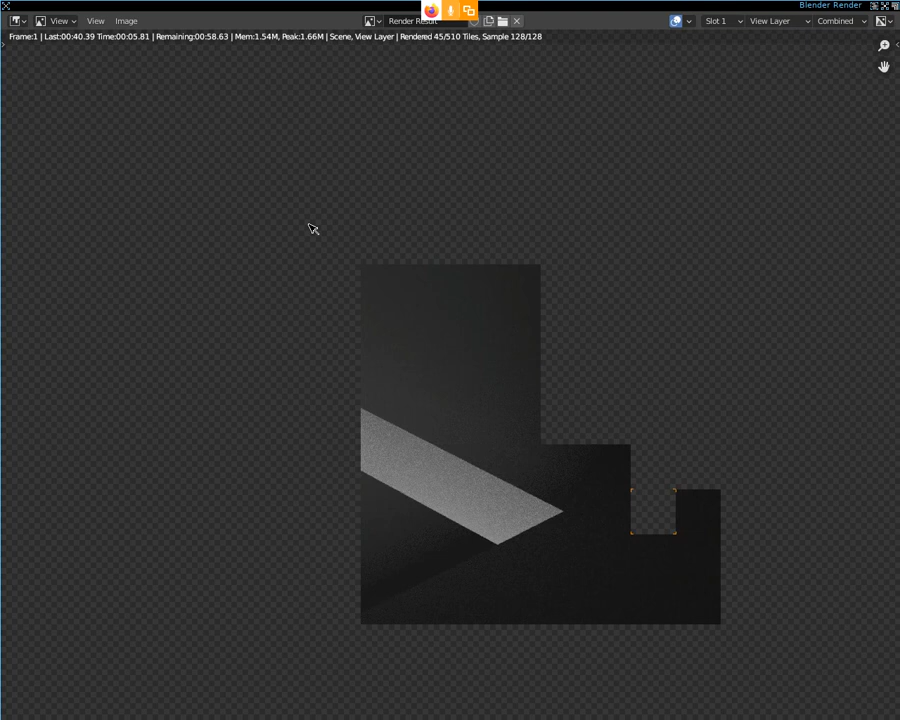 Blender Render
View View Image Render Result Slot 1 View Layer Combined
Frame:1 | Last:00:40.39 Time:00:05.81 | Remaining:00:58.63 | Mem:1.54M, Peak:1.66M | Scene, View Layer | Rendered 45/510 Tiles, Sample 128/128